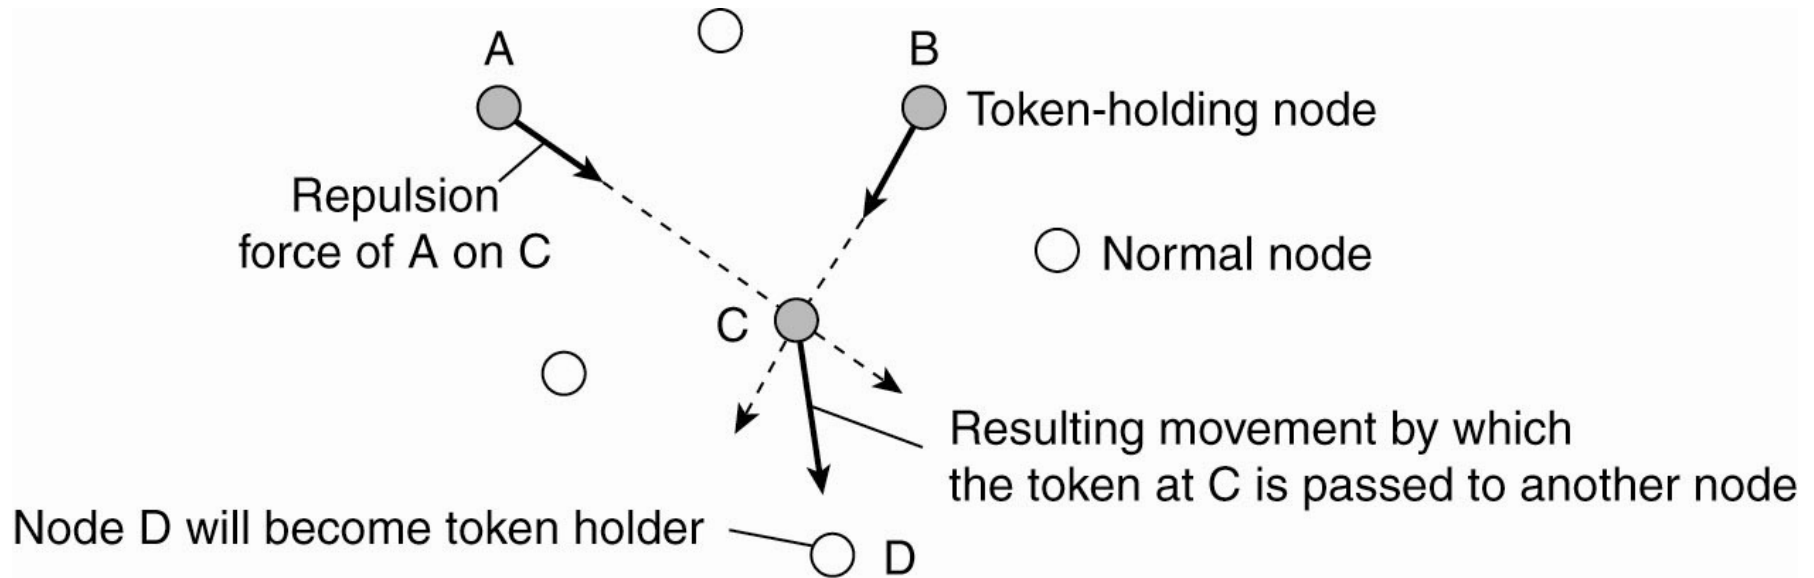 A
B
Token-holding node
Repulsion
force of A on C
Normal node
C
Resulting movement by which
the token at C is passed to another node
Node D will become token holder
D